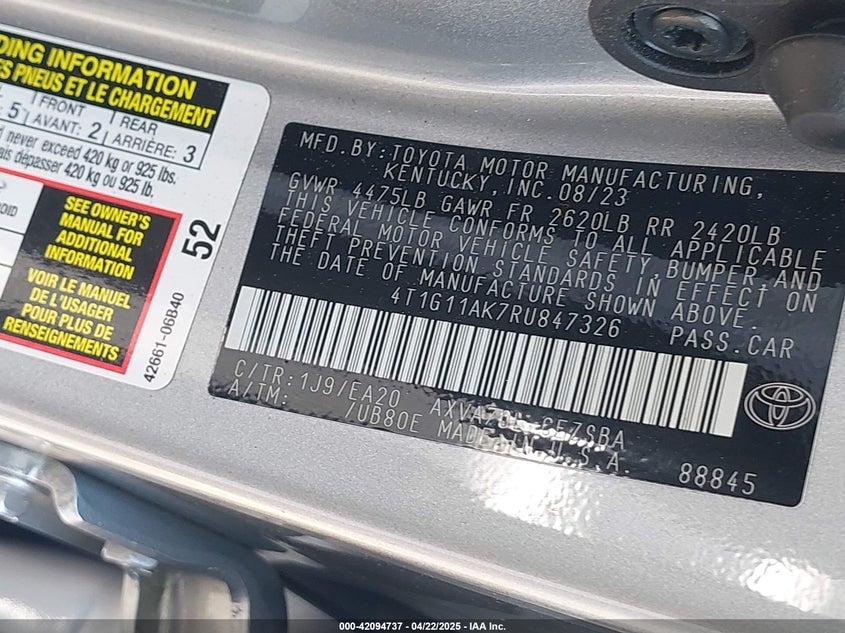 DING INFORMATION
ES PNEUS ET LE CHARGEMENT
5 FRONT AVANT: 2 REAR ARRIÈRE: 3
d never exceed 420 kg or 925 lbs.
ais dépasser 420 kg ou 925 lb.
SEE OWNER'S
MANUAL FOR
ADDITIONAL
INFORMATION
VOIR LE MANUEL
DE L'USAGER
POUR PLUS DE
RENSEIGNEMENTS
52
42661-06B40
MFD.BY:TOYOTA MOTOR MANUFACTURING,
KENTUCKY,INC.08/23
GVWR 4475LB GAWR FR 2620LB RR 2420LB
THIS VEHICLE CONFORMS TO ALL APPLICABLE
FEDERAL MOTOR VEHICLE SAFETY,BUMPER,AND
THEFT PREVENTION STANDARDS IN EFFECT ON
THE DATE OF MANUFACTURE SHOWN ABOVE.
4T1G11AK7RU847326 PASS.CAR
C/TR:1J9/EA20
A/TM: /UB80E MADE IN U.S.A.
88845
000-42094737 - 04/22/2025 - IAA Inc.